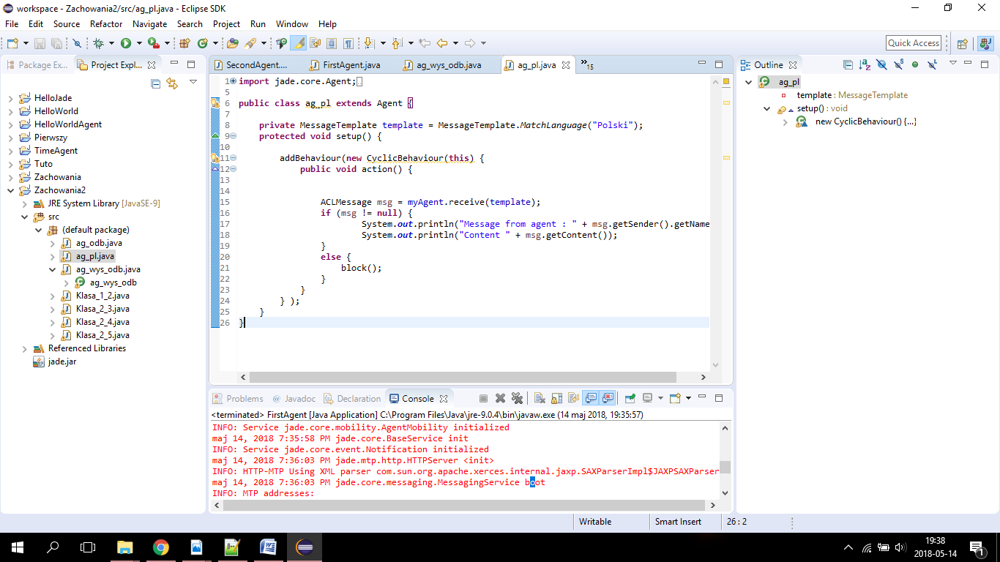 workspace - Zachowania2/src/ag_pl.java - Eclipse SDK
File Edit Source Refactor Navigate Search Project Run Window Help
Quick Access
Package Ex...
Project Expl...
HelloJade
HelloWorld
HelloWorldAgent
Pierwszy
TimeAgent
Tuto
Zachowania
Zachowania2
JRE System Library [JavaSE-9]
src
(default package)
ag_odb.java
ag_pl.java
ag_wys_odb.java
ag_wys_odb
Klasa_1_2.java
Klasa_2_3.java
Klasa_2_4.java
Klasa_2_5.java
Referenced Libraries
jade.jar
SecondAgent.... FirstAgent.java ag_wys_odb.java ag_pl.java »15
1 import jade.core.Agent;
5
6 public class ag_pl extends Agent {
7
8 private MessageTemplate template = MessageTemplate.MatchLanguage("Polski");
9 protected void setup() {
10
11 addBehaviour(new CyclicBehaviour(this) {
12 public void action() {
13
14
15 ACLMessage msg = myAgent.receive(template);
16 if (msg != null) {
17 System.out.println("Message from agent : " + msg.getSender().getName
18 System.out.println("Content " + msg.getContent());
19 }
20 else {
21 block();
22 }
23 }
24 } );
25 }
26 }
Outline
ag_pl
template : MessageTemplate
setup() : void
new CyclicBehaviour() {...}
Problems @ Javadoc Declaration Console
<terminated> FirstAgent [Java Application] C:\Program Files\Java\jre-9.0.4\bin\javaw.exe (14 maj 2018, 19:35:57)
INFO: Service jade.core.mobility.AgentMobility initialized
maj 14, 2018 7:35:58 PM jade.core.BaseService init
INFO: Service jade.core.event.Notification initialized
maj 14, 2018 7:36:03 PM jade.mtp.http.HTTPServer <init>
INFO: HTTP-MTP Using XML parser com.sun.org.apache.xerces.internal.jaxp.SAXParserImpl$JAXPSAXParser
maj 14, 2018 7:36:03 PM jade.core.messaging.MessagingService boot
INFO: MTP addresses:
Writable Smart Insert 26 : 2
19:38
2018-05-14
1